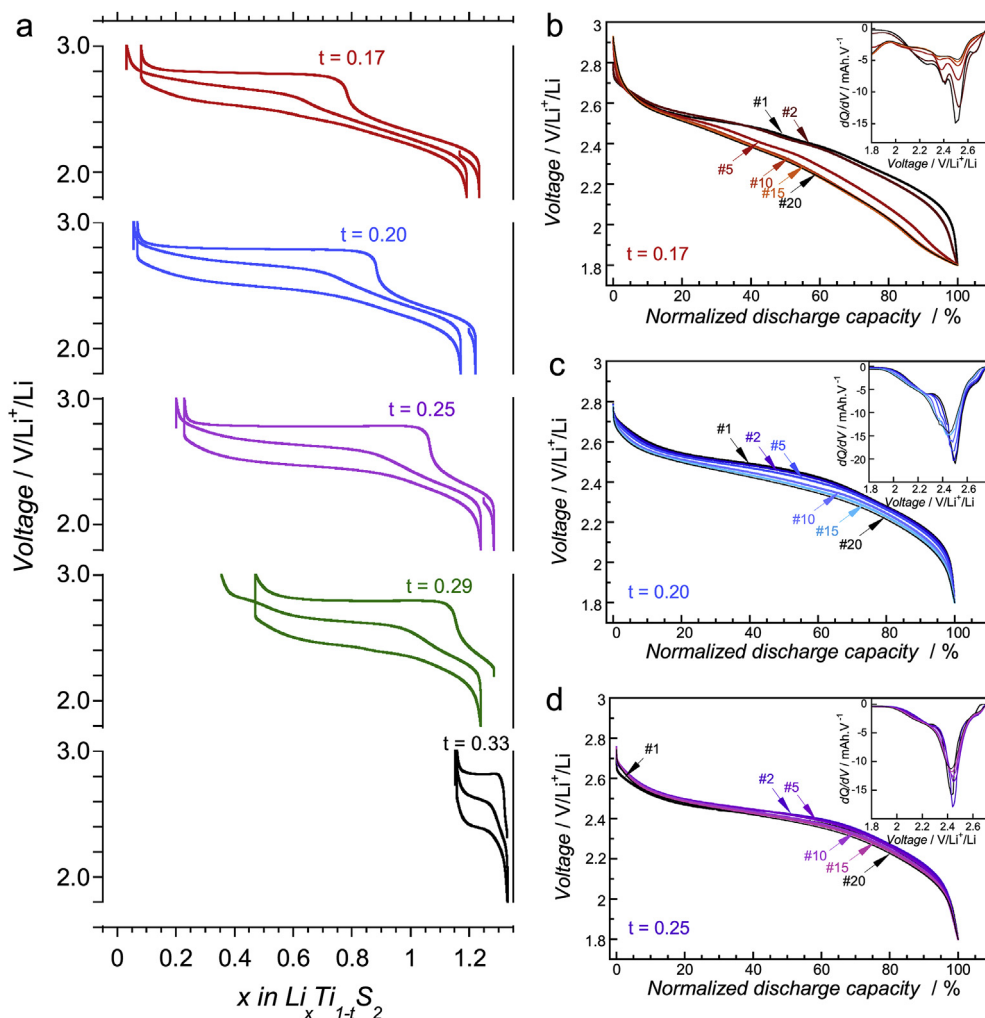 a
t = 0.17
3.0
2.0
t = 0.20
3.0
2.0
t = 0.25
3.0
2.0
t = 0.29
3.0
2.0
t = 0.33
3.0
2.0
Voltage / V/Li⁺/Li
0 0.2 0.4 0.6 0.8 1.0 1.2
x in LiₓTi₁₋ₜS₂
b
3
2.8
2.6
2.4
2.2
2
1.8
Voltage / V/Li⁺/Li
#1
#2
#5
#10
#15
#20
t = 0.17
0 20 40 60 80 100
Normalized discharge capacity / %
0
-5
-10
-15
dQ/dV / mAh.V⁻¹
1.8 2 2.2 2.4 2.6
Voltage / V/Li⁺/Li
c
3
2.8
2.6
2.4
2.2
2
1.8
Voltage / V/Li⁺/Li
#1
#2
#5
#10
#15
#20
t = 0.20
0 20 40 60 80 100
Normalized discharge capacity / %
0
-5
-10
-15
-20
dQ/dV / mAh.V⁻¹
1.8 2 2.2 2.4 2.6
Voltage / V/Li⁺/Li
d
3
2.8
2.6
2.4
2.2
2
1.8
Voltage / V/Li⁺/Li
#1
#2
#5
#10
#15
#20
t = 0.25
0 20 40 60 80 100
Normalized discharge capacity / %
0
-5
-10
-15
dQ/dV / mAh.V⁻¹
1.8 2 2.2 2.4 2.6
Voltage / V/Li⁺/Li